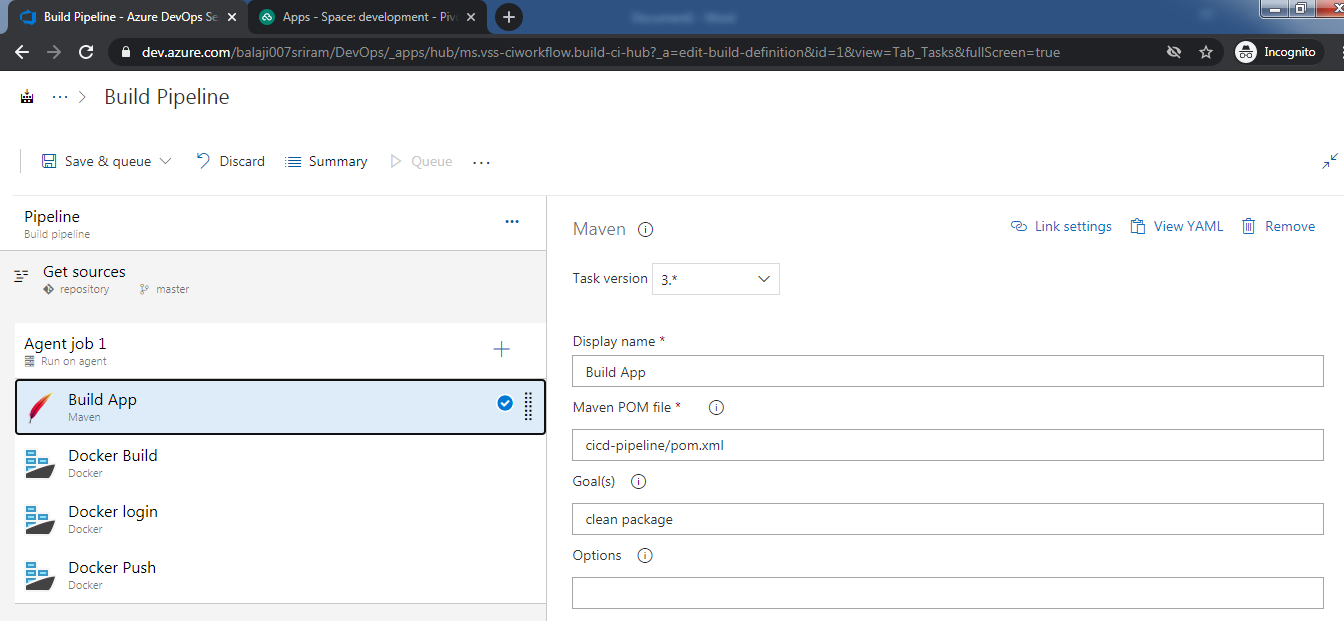 Build Pipeline - Azure DevOps Se
Apps - Space: development - Piv
dev.azure.com/balaji007sriram/DevOps/_apps/hub/ms.vss-ciworkflow.build-ci-hub?_a=edit-build-definition&id=1&view=Tab_Tasks&fullScreen=true
Incognito
... > Build Pipeline
Save & queue
Discard
Summary
Queue
...
Pipeline
...
Build pipeline
Get sources
repository
master
Agent job 1
Run on agent
Build App
Maven
Docker Build
Docker
Docker login
Docker
Docker Push
Docker
Maven
Link settings
View YAML
Remove
Task version 3.*
Display name *
Build App
Maven POM file *
cicd-pipeline/pom.xml
Goal(s)
clean package
Options